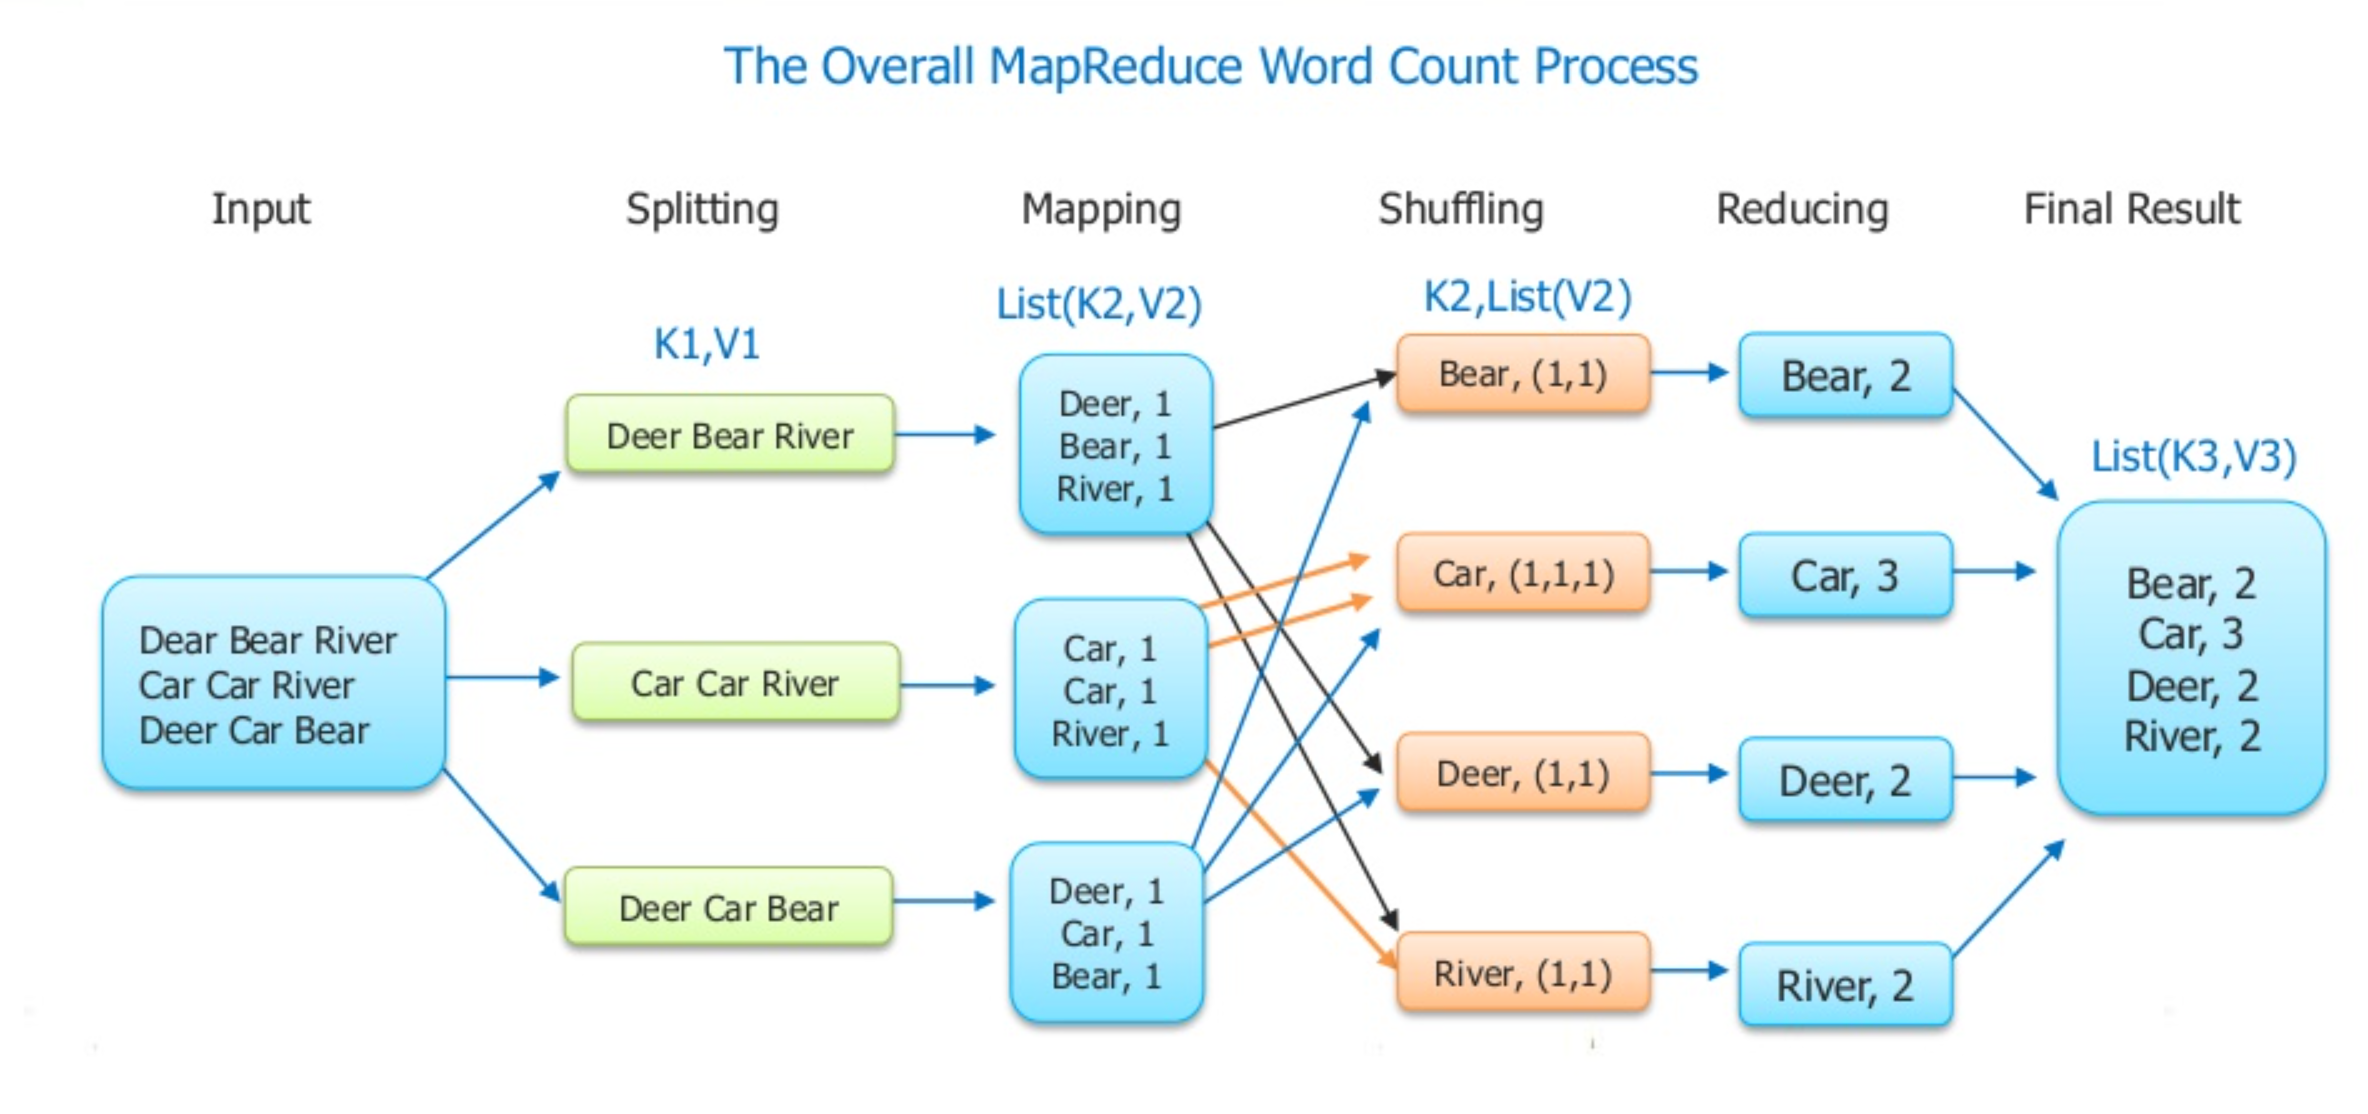 The Overall MapReduce Word Count Process
Input
Splitting
Mapping
Shuffling
Reducing
Final Result
K1,V1
List(K2,V2)
K2,List(V2)
List(K3,V3)
Dear Bear River
Car Car River
Deer Car Bear
Deer Bear River
Car Car River
Deer Car Bear
Deer, 1
Bear, 1
River, 1
Car, 1
Car, 1
River, 1
Deer, 1
Car, 1
Bear, 1
Bear, (1,1)
Car, (1,1,1)
Deer, (1,1)
River, (1,1)
Bear, 2
Car, 3
Deer, 2
River, 2
Bear, 2
Car, 3
Deer, 2
River, 2